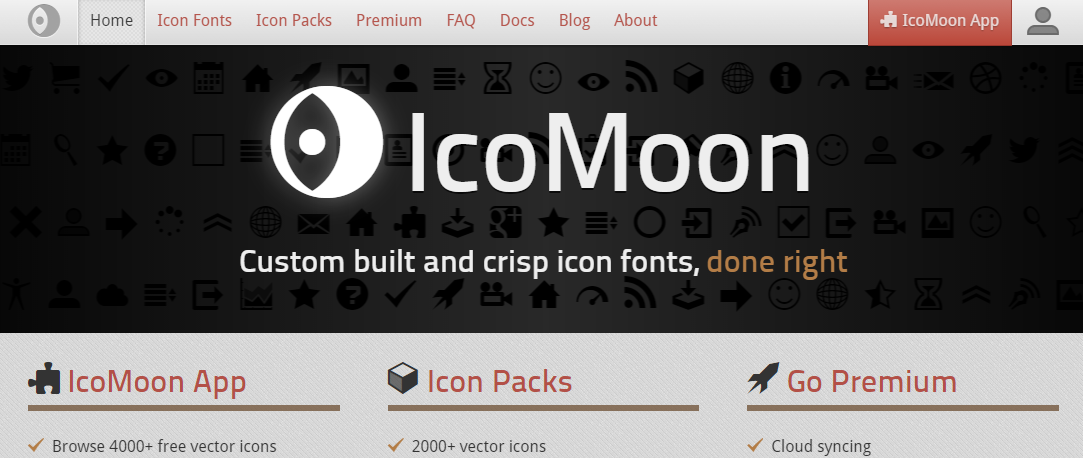 Home Icon Fonts Icon Packs Premium FAQ Docs Blog About IcoMoon App
IcoMoon
Custom built and crisp icon fonts, done right
IcoMoon App
Icon Packs
Go Premium
Browse 4000+ free vector icons
2000+ vector icons
Cloud syncing